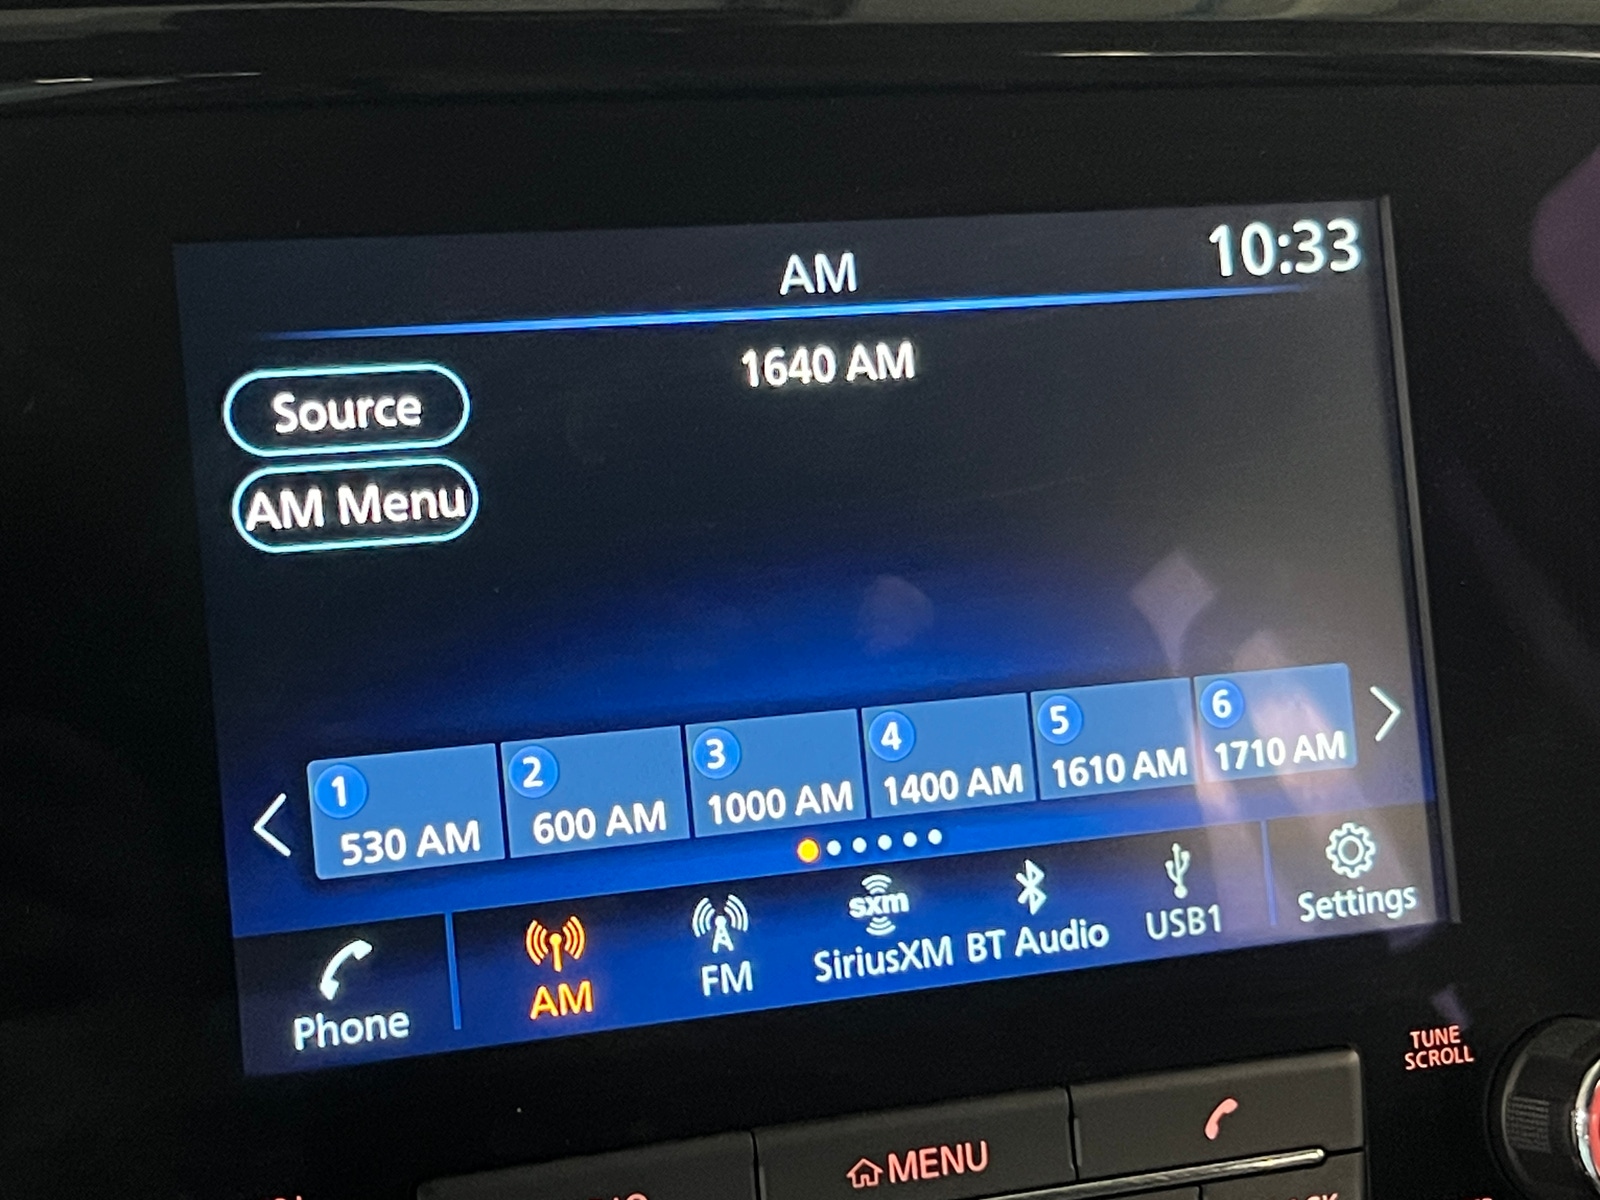 AM
10:33
1640 AM
Source
AM Menu
1
530 AM
2
600 AM
3
1000 AM
4
1400 AM
5
1610 AM
6
1710 AM
Phone
AM
FM
sxm
SiriusXM
BT Audio
USB1
Settings
TUNE
SCROLL
MENU